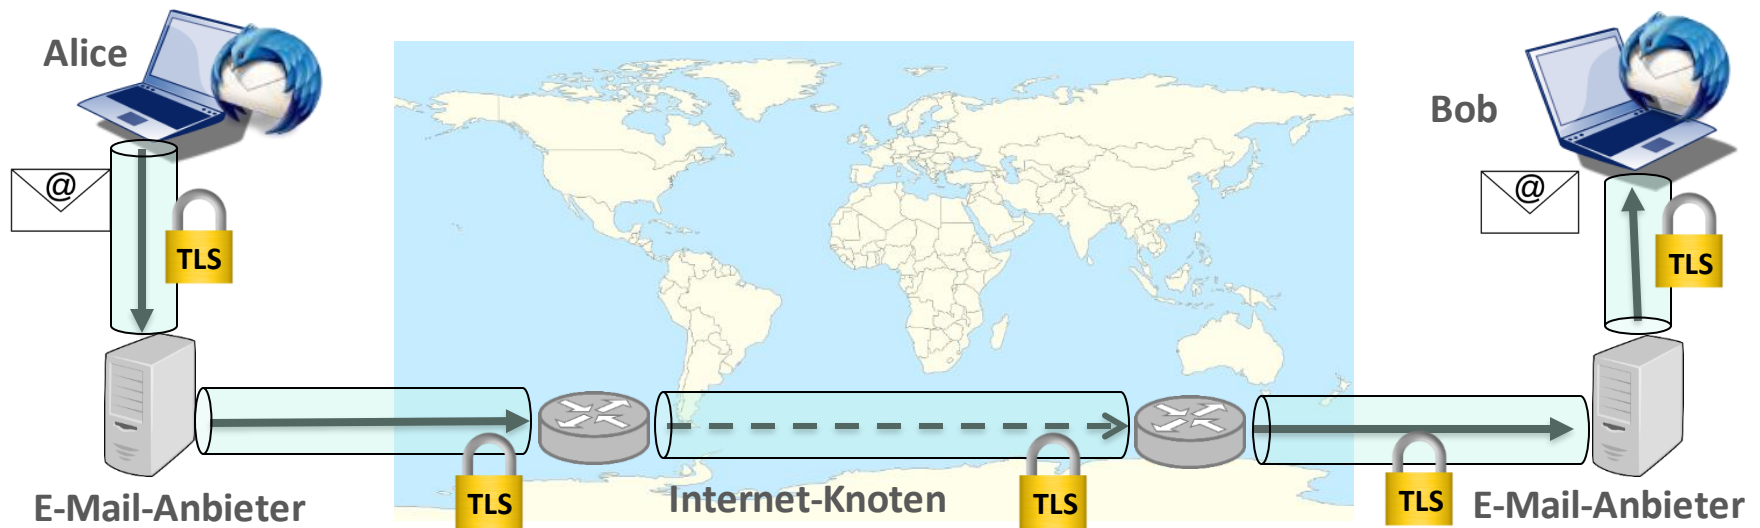 Alice
Bob
@
@
TLS
TLS
TLS
TLS
TLS
E-Mail-Anbieter
Internet-Knoten
E-Mail-Anbieter